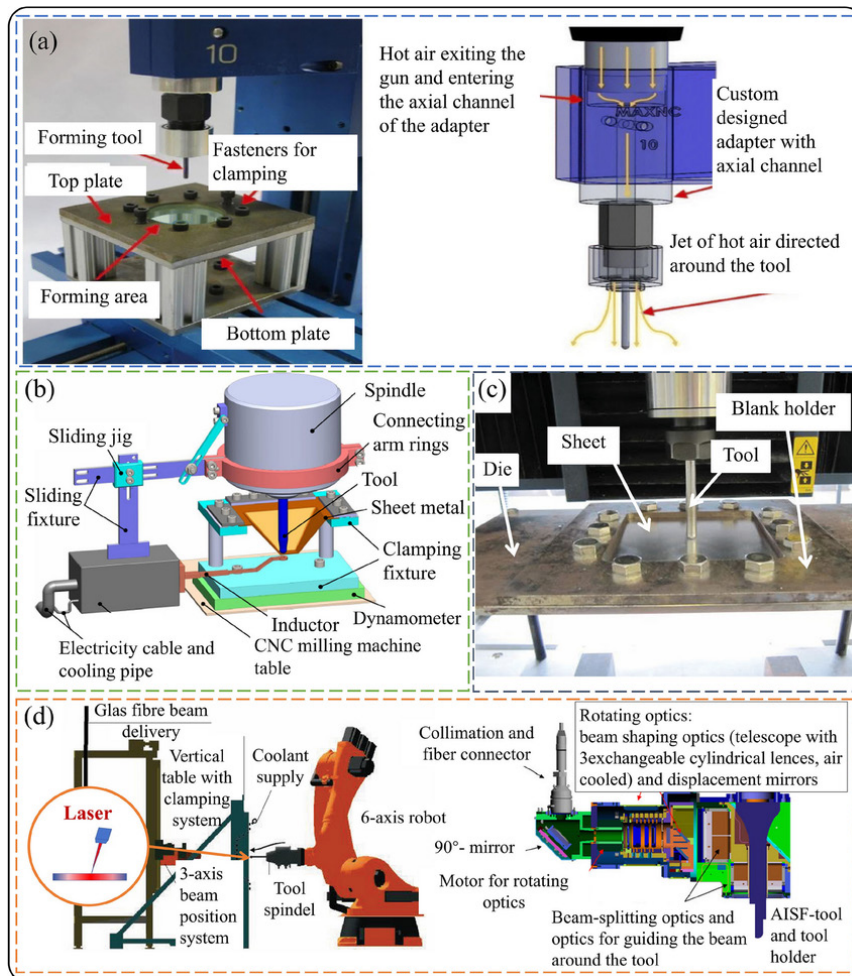 (a)
10
Forming tool
Fasteners for
clamping
Top plate
Forming area
Bottom plate
Hot air exiting the
gun and entering
the axial channel
of the adapter
MAXNC
10
Custom
designed
adapter with
axial channel
Jet of hot air directed
around the tool
(b)
Spindle
Connecting
arm rings
Sliding jig
Sliding
fixture
Tool
Sheet metal
Clamping
fixture
Dynamometer
Inductor
CNC milling machine
table
Electricity cable and
cooling pipe
(c)
Blank holder
Sheet
Tool
Die
(d)
Glas fibre beam
delivery
Vertical
table with
clamping
system
Coolant
supply
Laser
6-axis robot
3-axis
beam
position
system
Tool
spindel
Collimation and
fiber connector
Rotating optics:
beam shaping optics (telescope with
3exchangeable cylindrical lences, air
cooled) and displacement mirrors
90°- mirror
Motor for rotating
optics
Beam-splitting optics and
optics for guiding the beam
around the tool
AISF-tool
and tool
holder